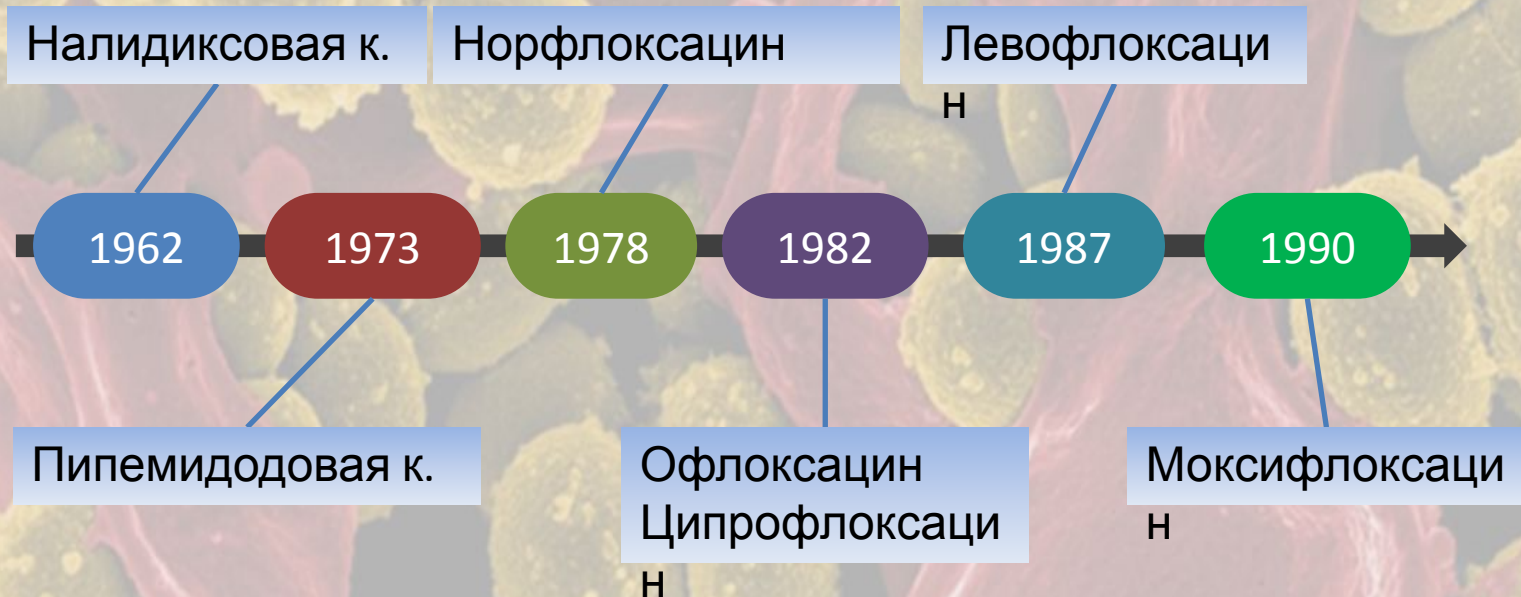 Налидиксовая к.
Норфлоксацин
Левофлоксаци
н
1962
1973
1978
1982
1987
1990
Пипемидодовая к.
Офлоксацин
Ципрофлоксаци
н
Моксифлоксаци
н